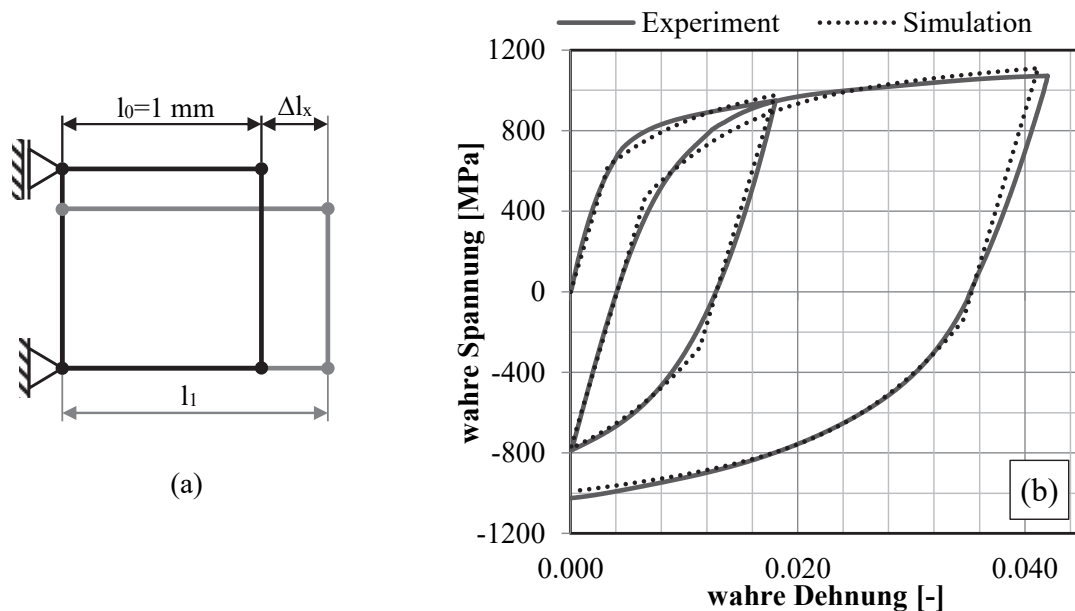 l₀=1 mm
Δlₓ
l₁
(a)
Experiment
Simulation
1200
800
400
0
-400
-800
-1200
wahre Spannung [MPa]
0.000
0.020
0.040
wahre Dehnung [-]
(b)